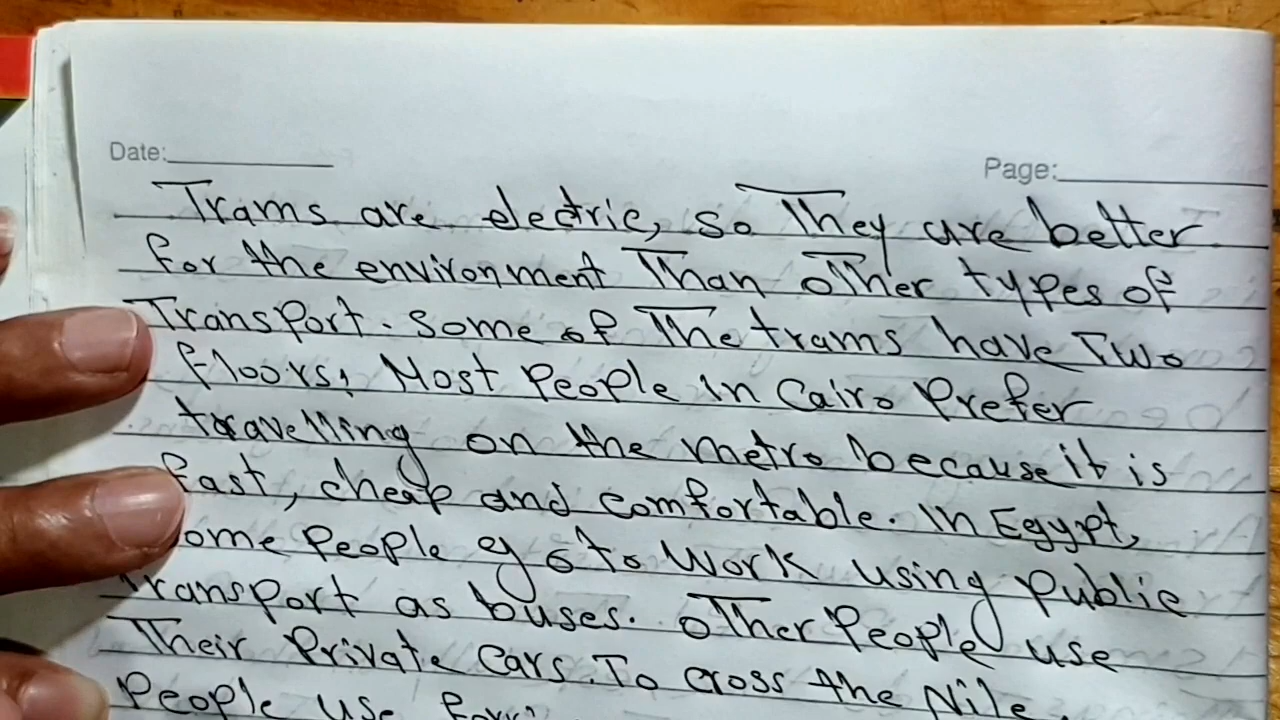 Date:
Page:
Trams are electric, so They are better
for the environment Than oTher types of
Transport. some of The trams have Two
floors, Most People in Cairo Prefer
travelling on the metro because it is
fast, cheap and comfortable. In Egypt,
some People go to work using public
Transport as buses. OTher People use
Their Private cars. To cross the Nile,
People use